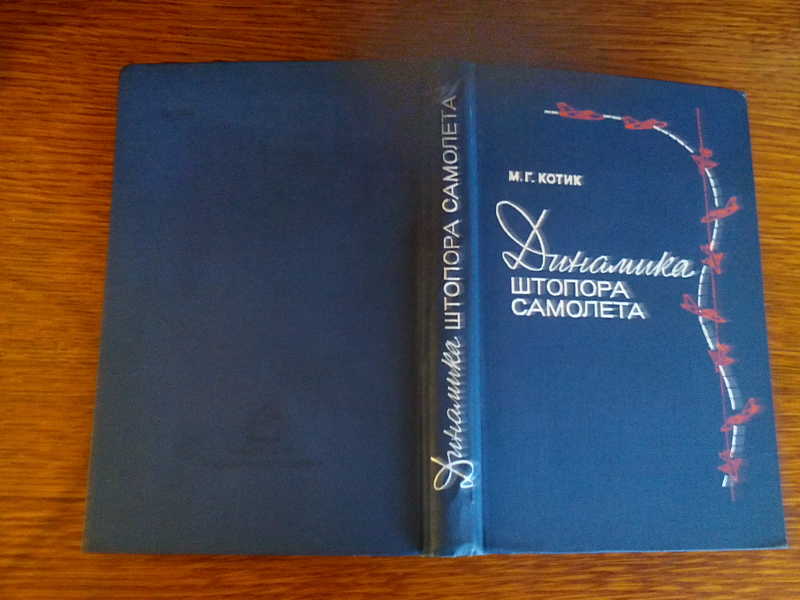 Динамика ШТОПОРА САМОЛЕТА
М. Г. КОТИК
Динамика
ШТОПОРА
САМОЛЕТА